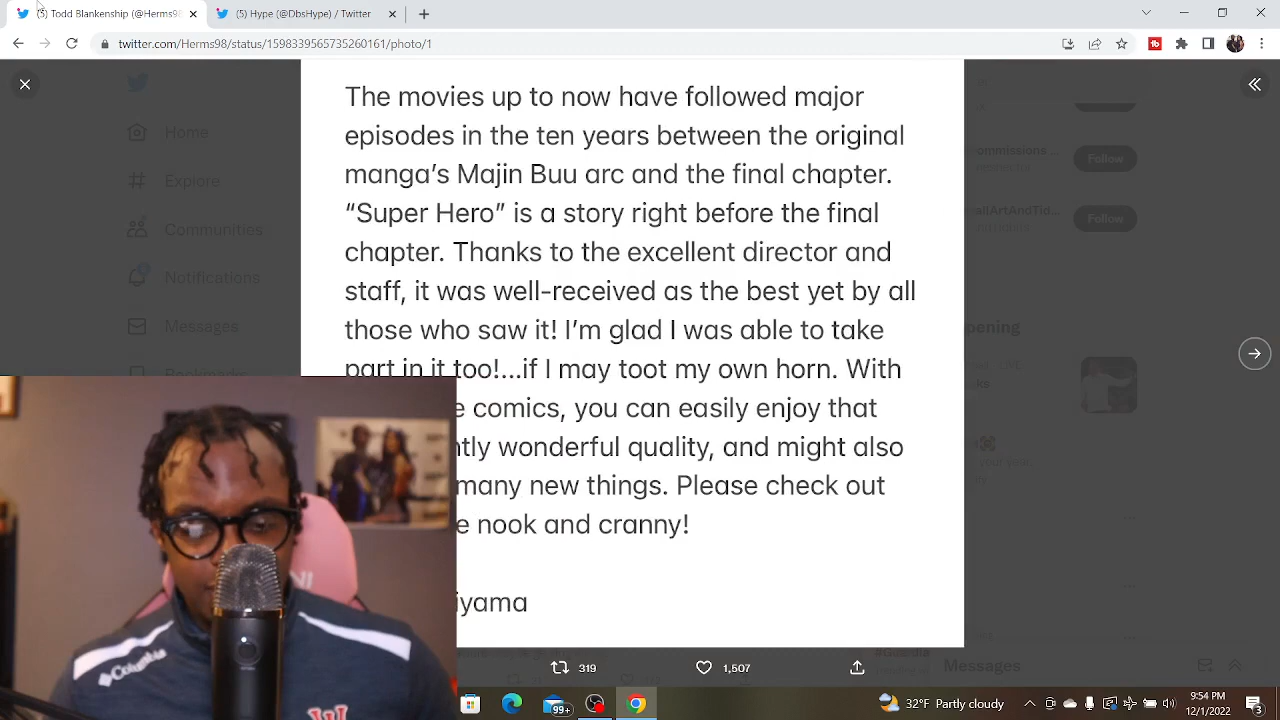 (5) Todd Blankenship (@Herms98
(5) Hype (@DbsHype) / Twitter
twitter.com/Herms98/status/1598339565735260161/photo/1
The movies up to now have followed major
episodes in the ten years between the original
manga’s Majin Buu arc and the final chapter.
“Super Hero” is a story right before the final
chapter. Thanks to the excellent director and
staff, it was well-received as the best yet by all
those who saw it! I’m glad I was able to take
part in it too!...if I may toot my own horn. With
e comics, you can easily enjoy that
ntly wonderful quality, and might also
many new things. Please check out
e nook and cranny!
iyama
Home
Explore
Communities
Notifications
Messages
Bookmarks
Follow
Follow
319
1,507
Messages
Columbia
99+
32°F Partly cloudy
9:54 PM